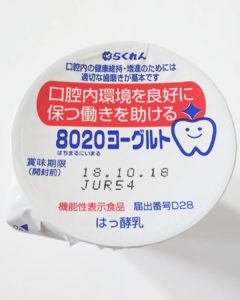 らくれん
口腔内の健康維持・増進のためには
適切な歯磨きが基本です
口腔内環境を良好に
保つ働きを助ける
8020ヨーグルト
はちまるにいまる
賞味期限
(開封前)
18.10.18
JUR54
機能性表示食品 届出番号D28
はっ酵乳